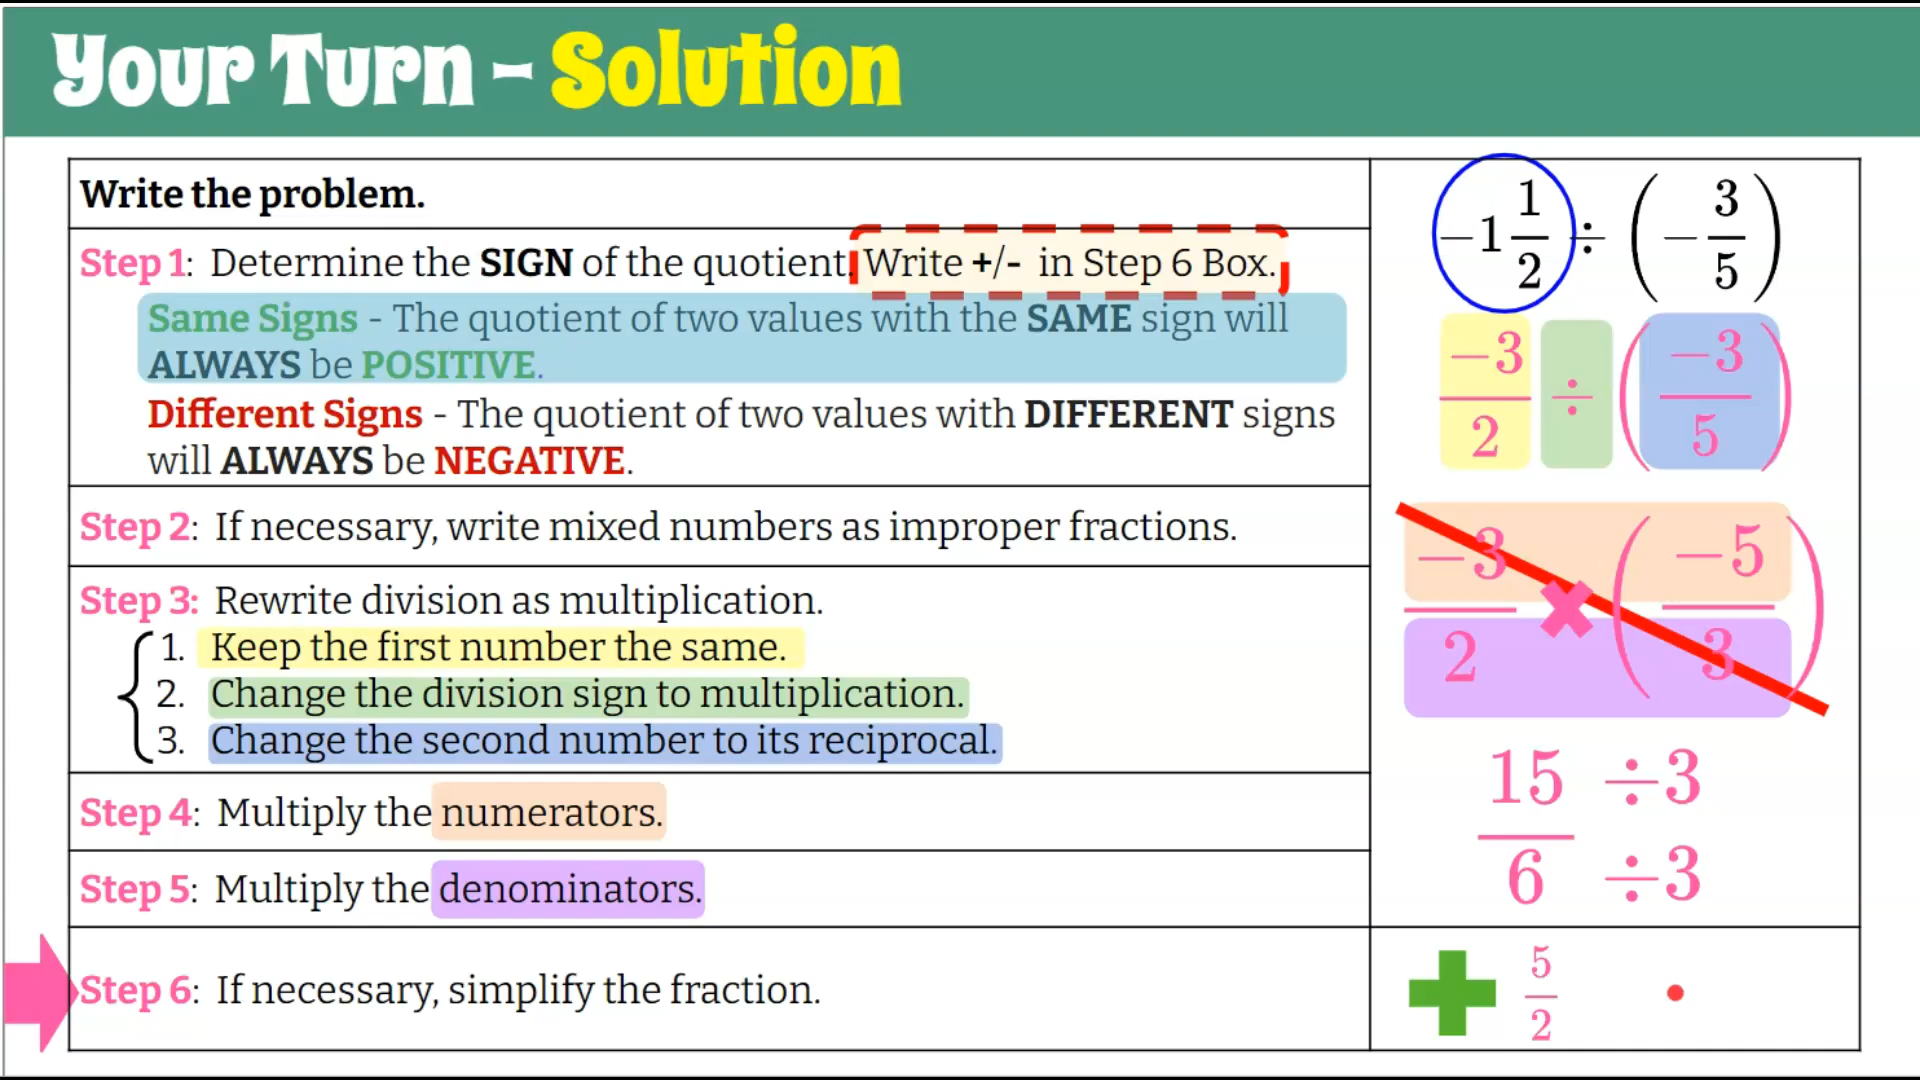 Your Turn - Solution
Write the problem.
-1 1/2 ÷ (- 3/5)
Step 1: Determine the SIGN of the quotient. Write +/- in Step 6 Box.
Same Signs - The quotient of two values with the SAME sign will
ALWAYS be POSITIVE.
Different Signs - The quotient of two values with DIFFERENT signs
will ALWAYS be NEGATIVE.
-3/2 ÷ (-3/5)
Step 2: If necessary, write mixed numbers as improper fractions.
Step 3: Rewrite division as multiplication.
1. Keep the first number the same.
2. Change the division sign to multiplication.
3. Change the second number to its reciprocal.
-3/2 × (-5/3)
Step 4: Multiply the numerators.
15 ÷3
Step 5: Multiply the denominators.
6 ÷3
Step 6: If necessary, simplify the fraction.
+ 5/2